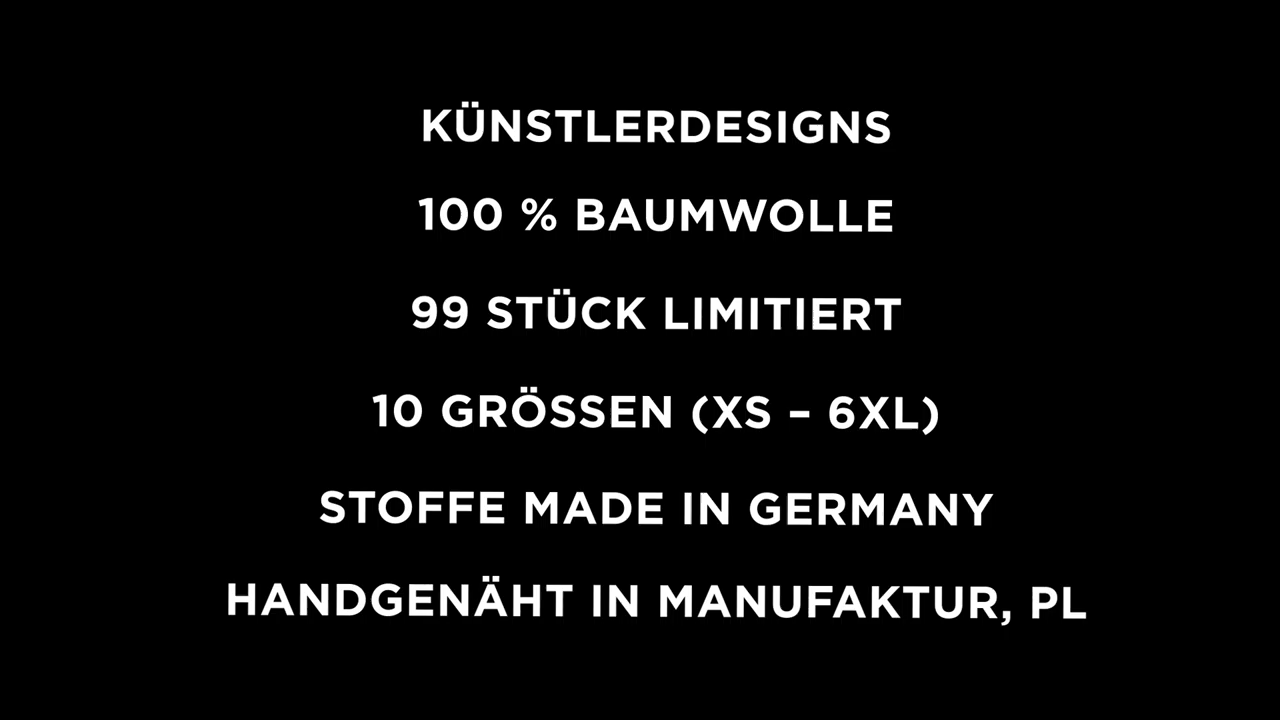 KÜNSTLERDESIGNS
100 % BAUMWOLLE
99 STÜCK LIMITIERT
10 GRÖSSEN (XS – 6XL)
STOFFE MADE IN GERMANY
HANDGENÄHT IN MANUFAKTUR, PL